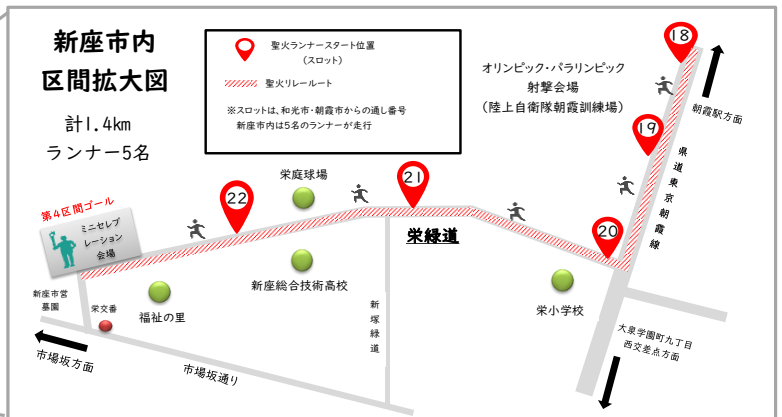 新座市内
区間拡大図
計1.4km
ランナー5名
聖火ランナースタート位置
(スロット)
聖火リレールート
※スロットは、和光市・朝霞市からの通し番号
新座市内は5名のランナーが走行
オリンピック・パラリンピック
射撃会場
(陸上自衛隊朝霞訓練場)
18
朝霞駅方面
19
県道東京朝霞線
20
21
栄緑道
栄庭球場
22
第4区間ゴール
ミニセレブ
レーション
会場
新座総合技術高校
栄小学校
新座市営
墓園
栄交番
福祉の里
新塚緑道
大泉学園町九丁目
西交差点方面
市場坂方面
市場坂通り